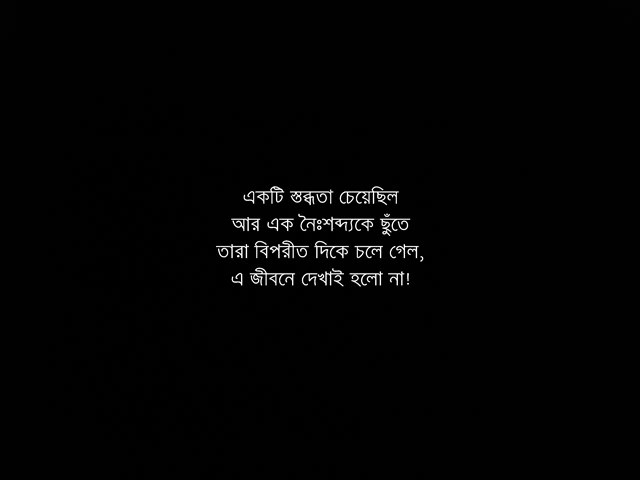 একটি স্তব্ধতা চেয়েছিল
আর এক নৈঃশব্দ্যকে ছুঁতে
তারা বিপরীত দিকে চলে গেল,
এ জীবনে দেখাই হলো না!